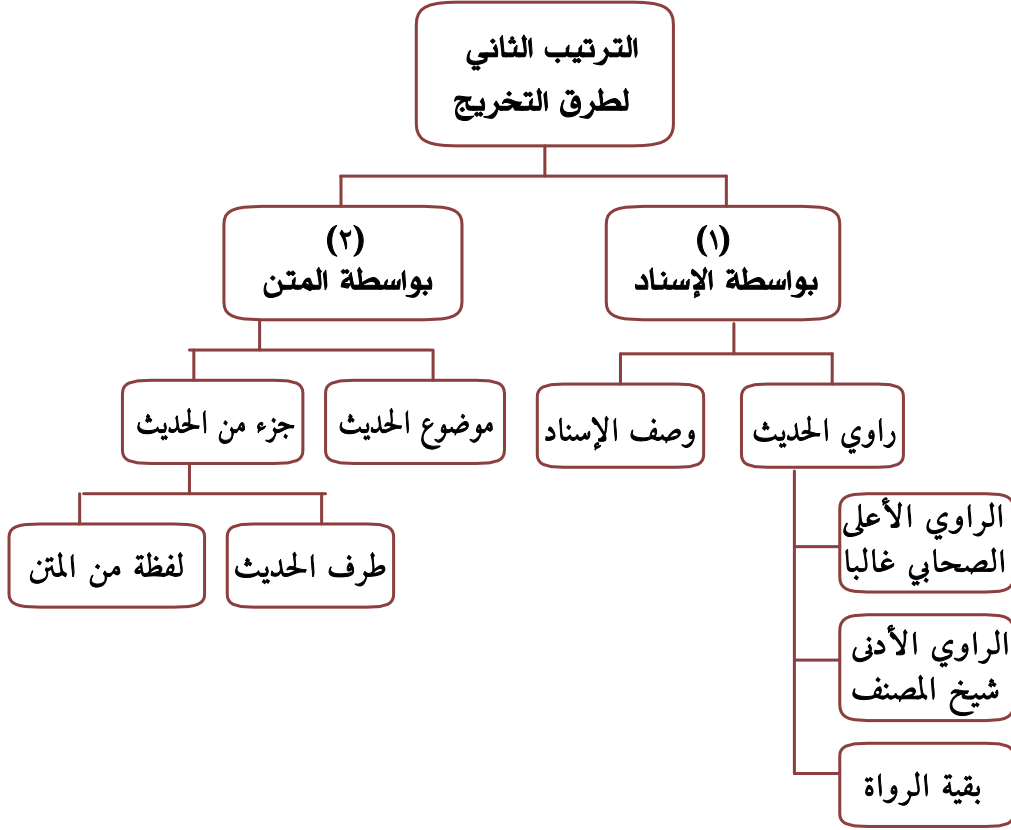 الترتيب الثاني
لطرق التخريج
(١)
بواسطة الإسناد
(٢)
بواسطة المتن
راوي الحديث
وصف الإسناد
موضوع الحديث
جزء من الحديث
الراوي الأعلى
الصحابي غالبا
الراوي الأدنى
شيخ المصنف
بقية الرواة
طرف الحديث
لفظة من المتن